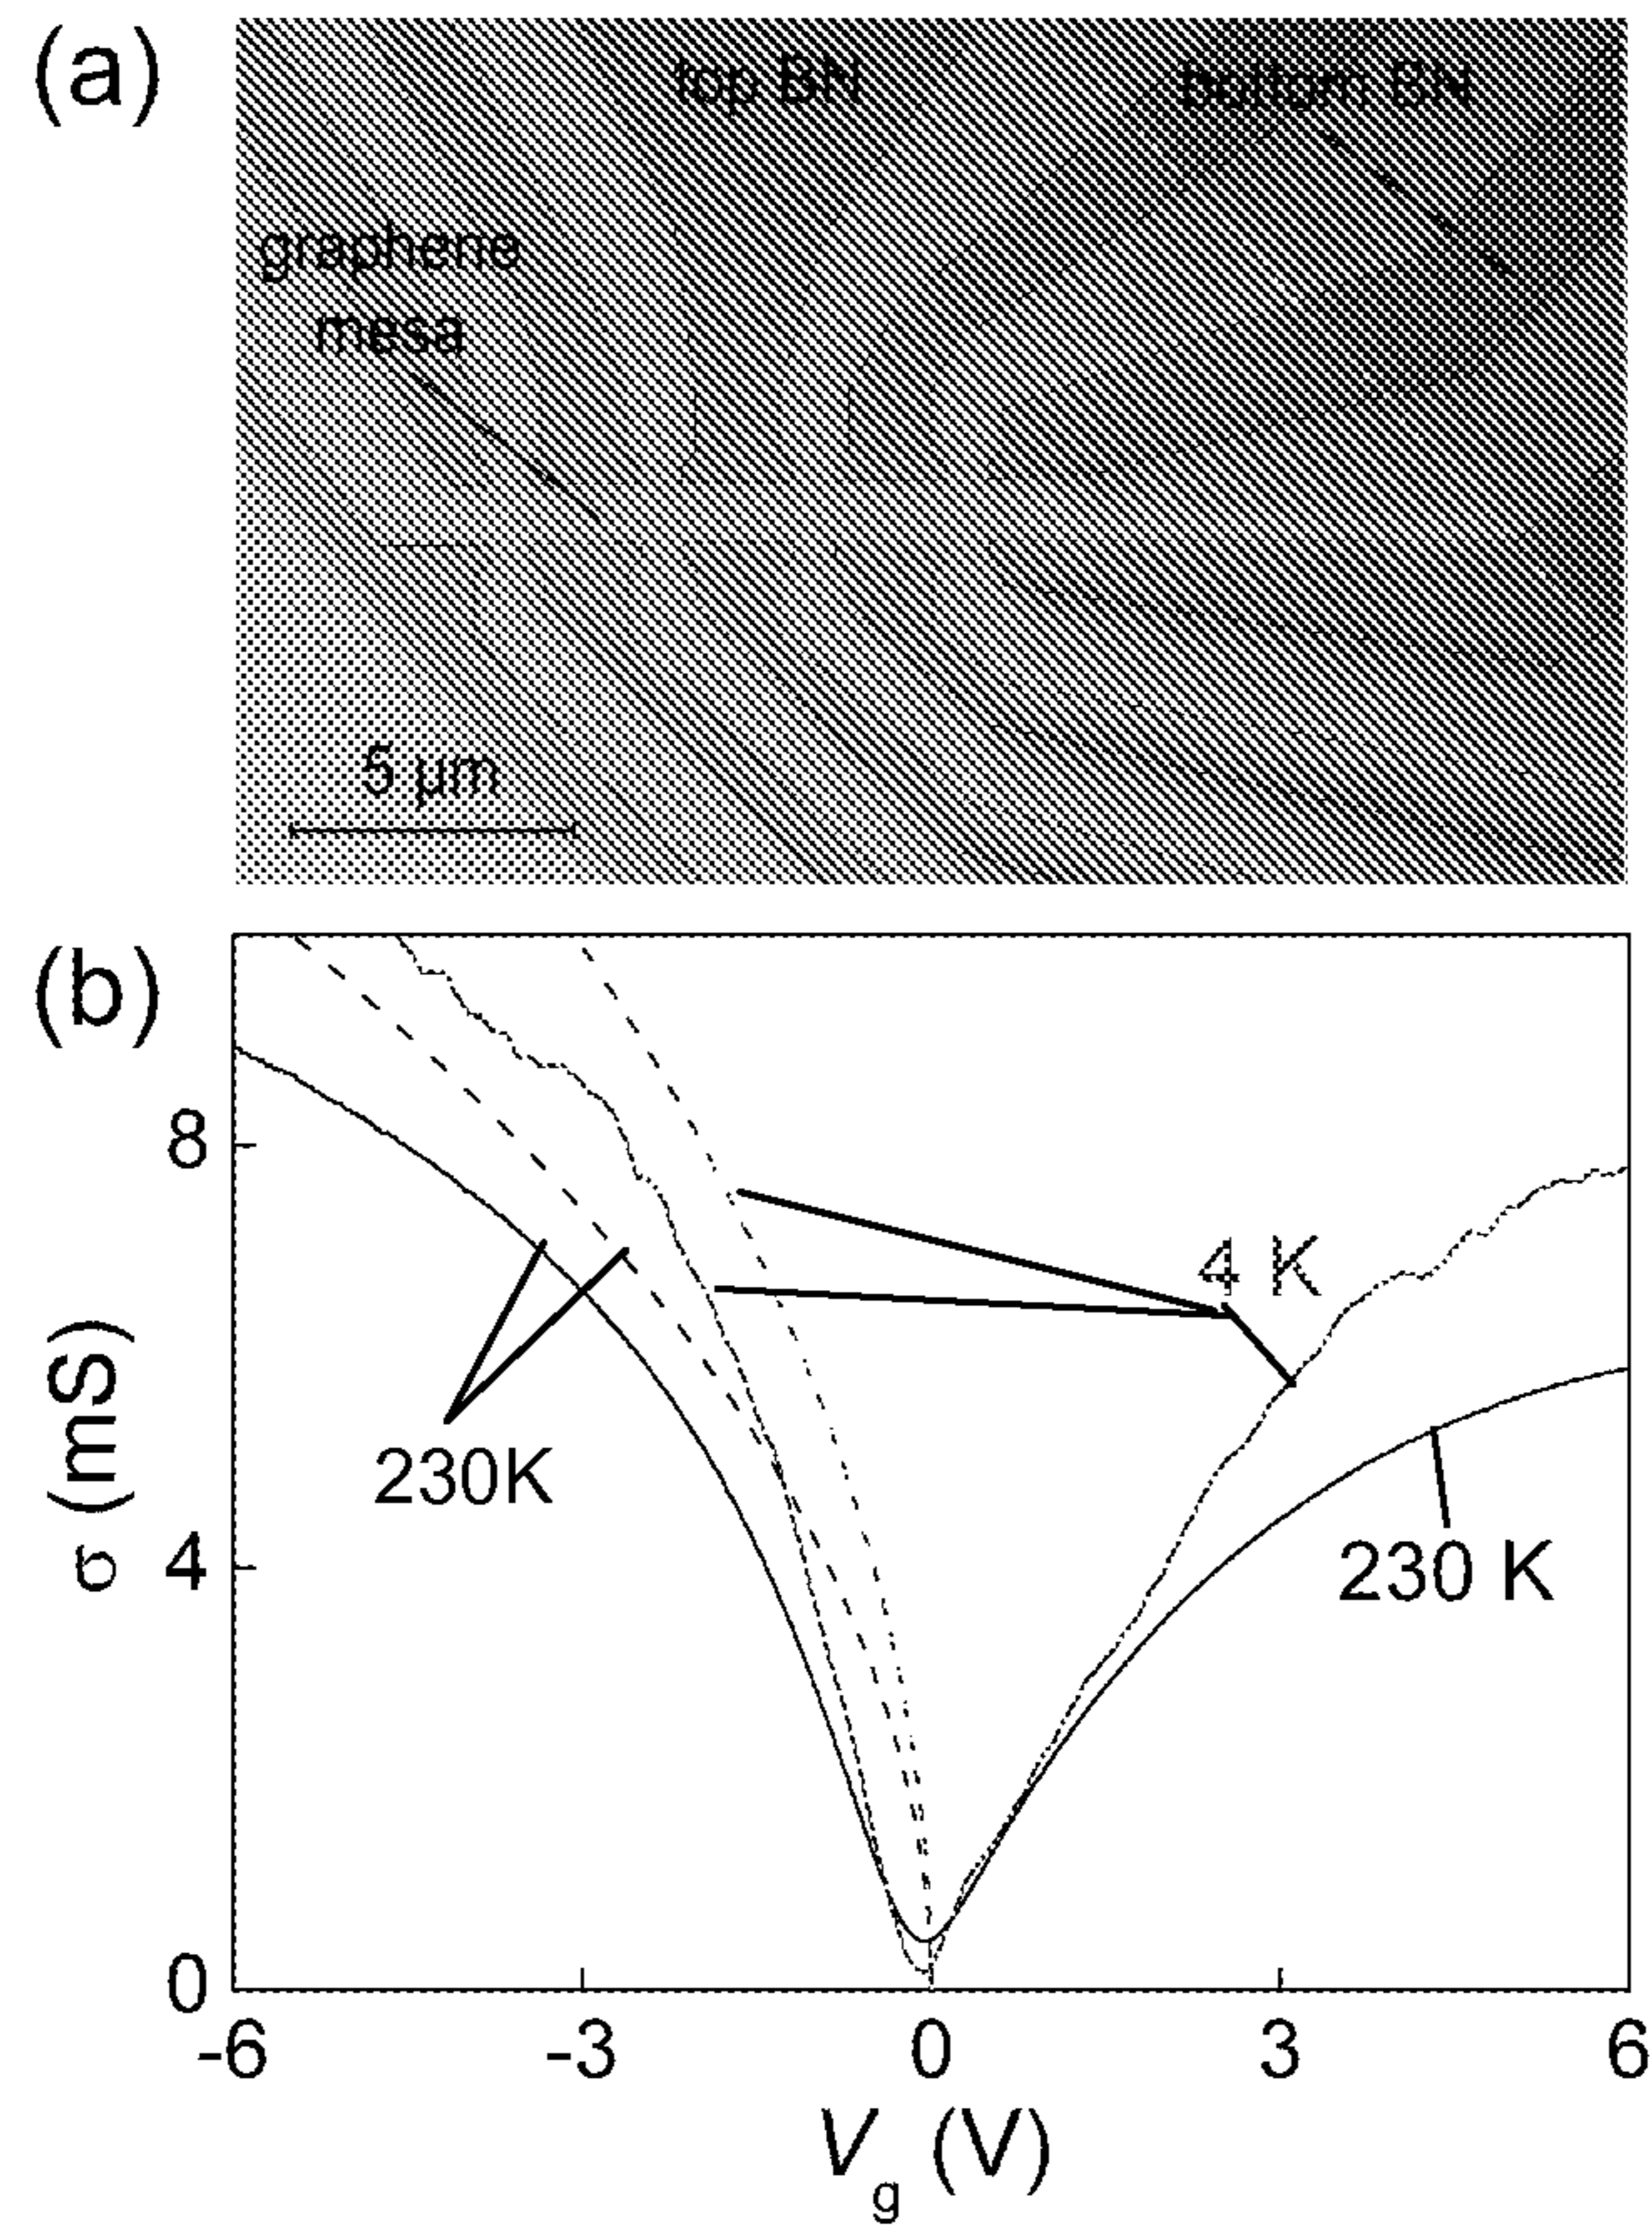 (a)
top BN
bottom BN
graphene
mesa
5 µm
(b)
8
4 K
230K
σ (mS)
4
230 K
0
-6
-3
0
3
6
Vg (V)